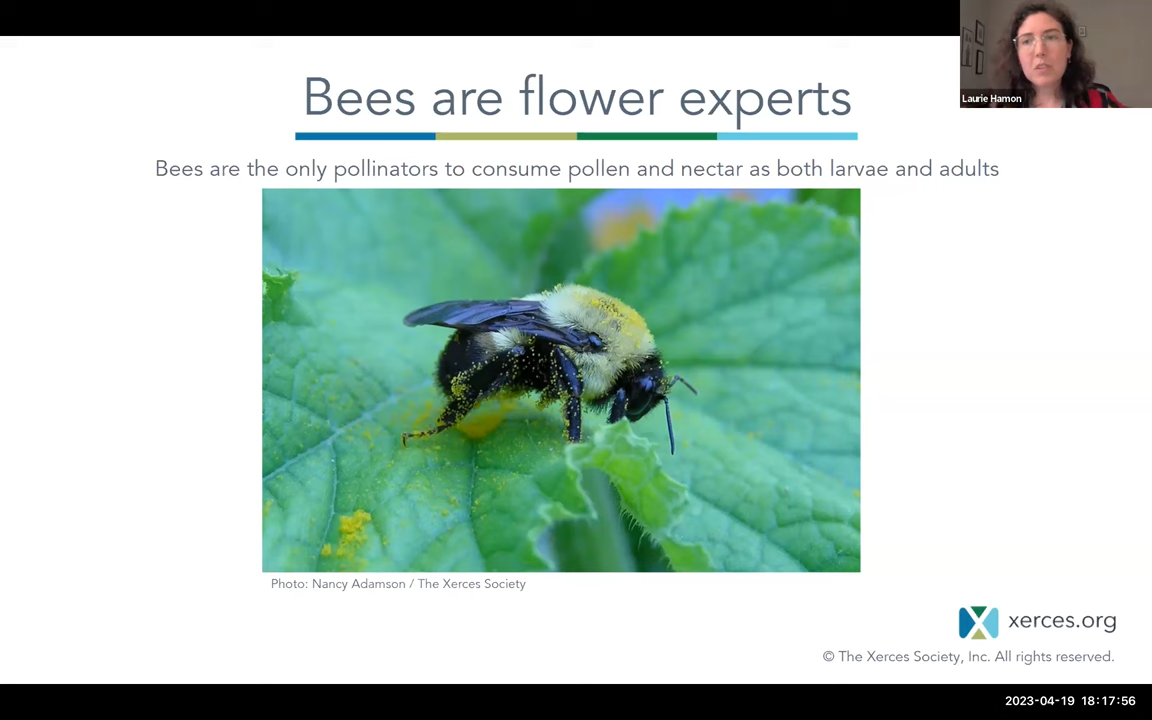 Bees are flower experts
Laurie Hamon
Bees are the only pollinators to consume pollen and nectar as both larvae and adults
Photo: Nancy Adamson / The Xerces Society
xerces.org
© The Xerces Society, Inc. All rights reserved.
2023-04-19 18:17:56